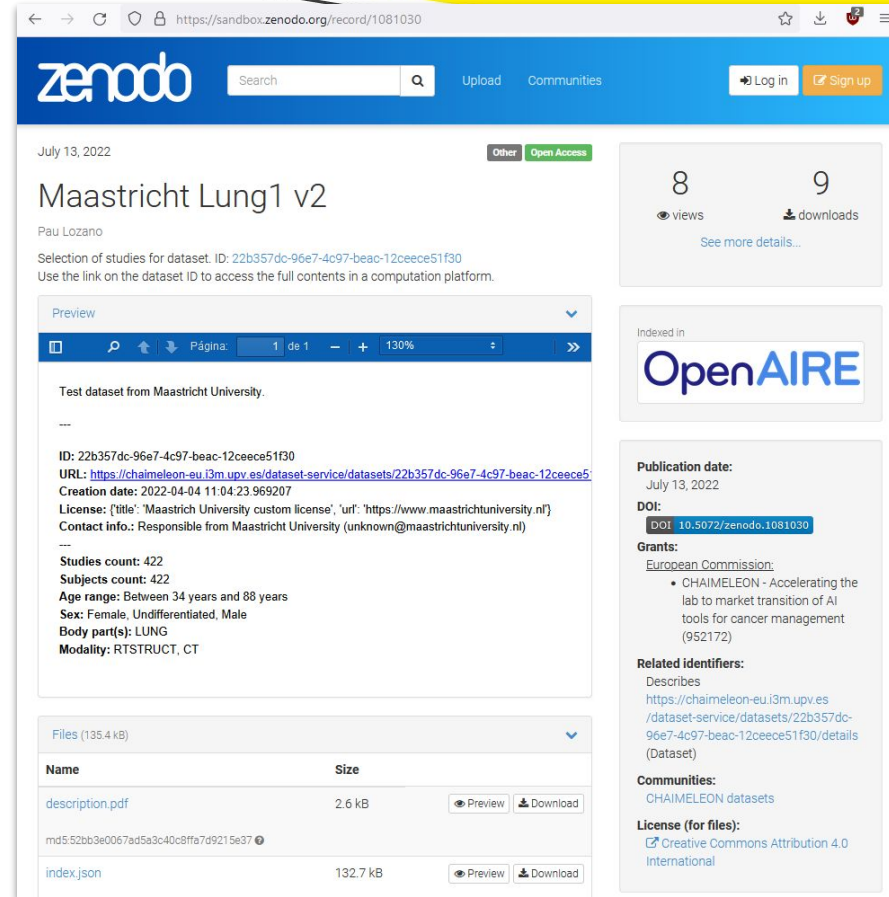 https://sandbox.zenodo.org/record/1081030
2
zenodo
Search
Upload
Communities
Log in
Sign up
July 13, 2022
Other
Open Access
Maastricht Lung1 v2
Pau Lozano
Selection of studies for dataset. ID: 22b357dc-96e7-4c97-beac-12ceece51f30
Use the link on the dataset ID to access the full contents in a computation platform.
Preview
Página: 1 de 1 130%
Test dataset from Maastricht University.
---
ID: 22b357dc-96e7-4c97-beac-12ceece51f30
URL: https://chaimeleon-eu.i3m.upv.es/dataset-service/datasets/22b357dc-96e7-4c97-beac-12ceece5
Creation date: 2022-04-04 11:04:23.969207
License: {'title': 'Maastrich University custom license', 'url': 'https://www.maastrichtuniversity.nl'}
Contact info.: Responsible from Maastricht University (unknown@maastrichtuniversity.nl)
---
Studies count: 422
Subjects count: 422
Age range: Between 34 years and 88 years
Sex: Female, Undifferentiated, Male
Body part(s): LUNG
Modality: RTSTRUCT, CT
Files (135.4 kB)
Name Size
description.pdf 2.6 kB Preview Download
md5:52bb3e0067ad5a3c40c8ffa7d9215e37
index.json 132.7 kB Preview Download
8 9
views downloads
See more details...
Indexed in
OpenAIRE
Publication date:
July 13, 2022
DOI:
DOI 10.5072/zenodo.1081030
Grants:
European Commission:
• CHAIMELEON - Accelerating the
lab to market transition of AI
tools for cancer management
(952172)
Related identifiers:
Describes
https://chaimeleon-eu.i3m.upv.es
/dataset-service/datasets/22b357dc-
96e7-4c97-beac-12ceece51f30/details
(Dataset)
Communities:
CHAIMELEON datasets
License (for files):
Creative Commons Attribution 4.0
International